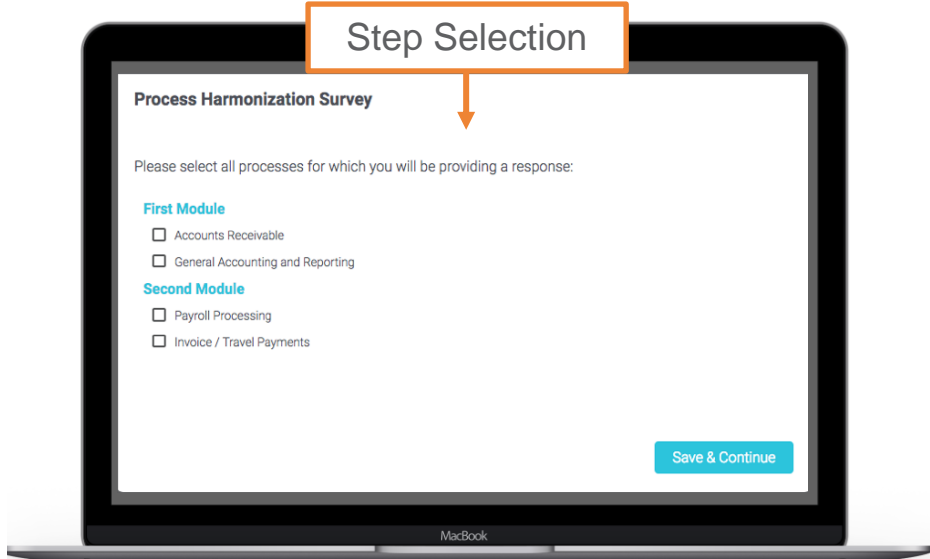 Step Selection
Process Harmonization Survey
Please select all processes for which you will be providing a response:
First Module
Accounts Receivable
General Accounting and Reporting
Second Module
Payroll Processing
Invoice / Travel Payments
Save & Continue
MacBook